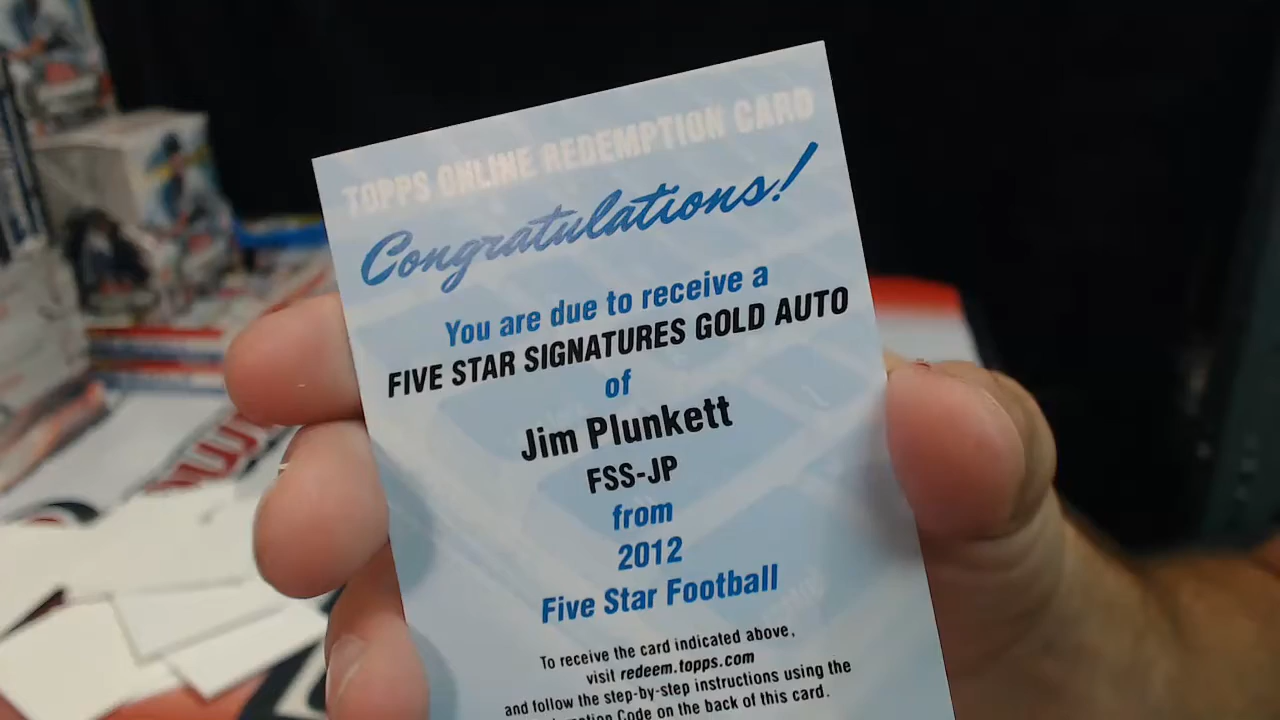 TOPPS ONLINE REDEMPTION CARD
Congratulations!
You are due to receive a
FIVE STAR SIGNATURES GOLD AUTO
of
Jim Plunkett
FSS-JP
from
2012
Five Star Football
To receive the card indicated above,
visit redeem.topps.com
and follow the step-by-step instructions using the
Code on the back of this card.